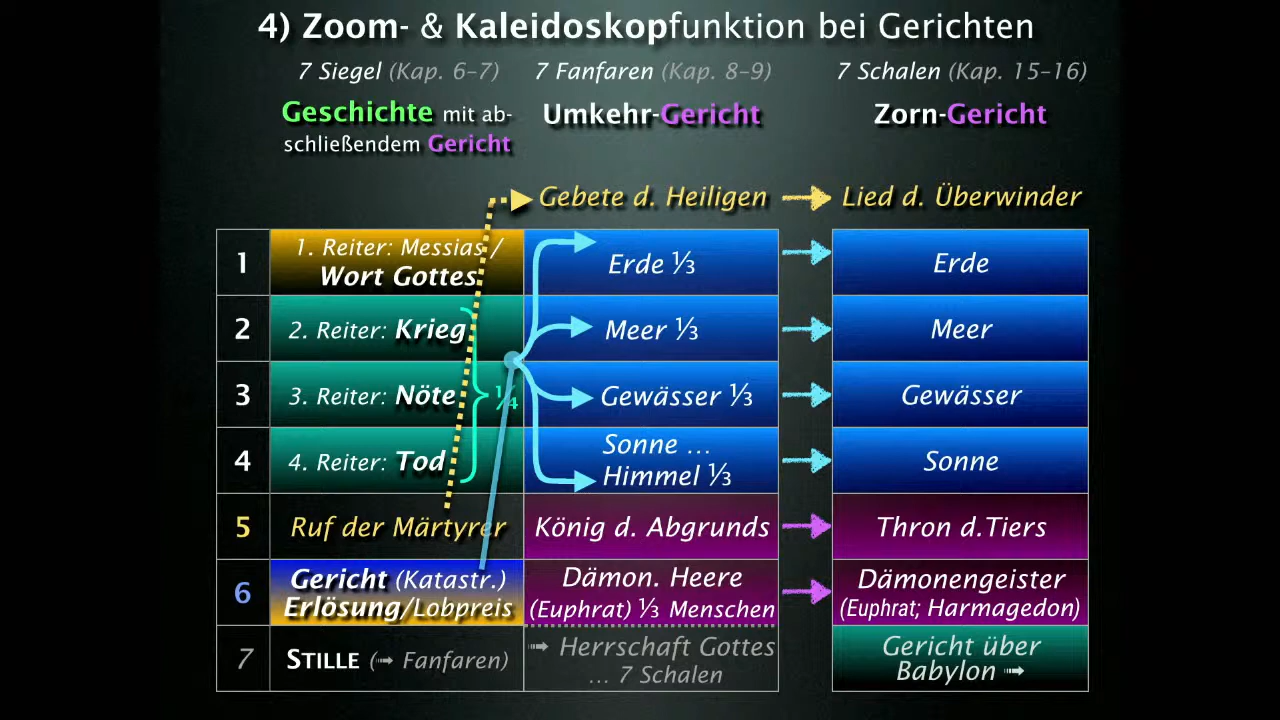 4) Zoom- & Kaleidoskopfunktion bei Gerichten
7 Siegel (Kap. 6–7) 7 Fanfaren (Kap. 8–9) 7 Schalen (Kap. 15–16)
Geschichte mit ab-
schließendem Gericht
Umkehr-Gericht
Zorn-Gericht
Gebete d. Heiligen
Lied d. Überwinder
1
1. Reiter: Messias /
Wort Gottes
Erde ⅓
Erde
2
2. Reiter: Krieg
Meer ⅓
Meer
3
3. Reiter: Nöte
¼
Gewässer ⅓
Gewässer
4
4. Reiter: Tod
Sonne ...
Himmel ⅓
Sonne
5
Ruf der Märtyrer
König d. Abgrunds
Thron d.Tiers
6
Gericht (Katastr.)
Erlösung/Lobpreis
Dämon. Heere
(Euphrat) ⅓ Menschen
Dämonengeister
(Euphrat; Harmagedon)
7
STILLE (➟ Fanfaren)
➟ Herrschaft Gottes
... 7 Schalen
Gericht über
Babylon ➟